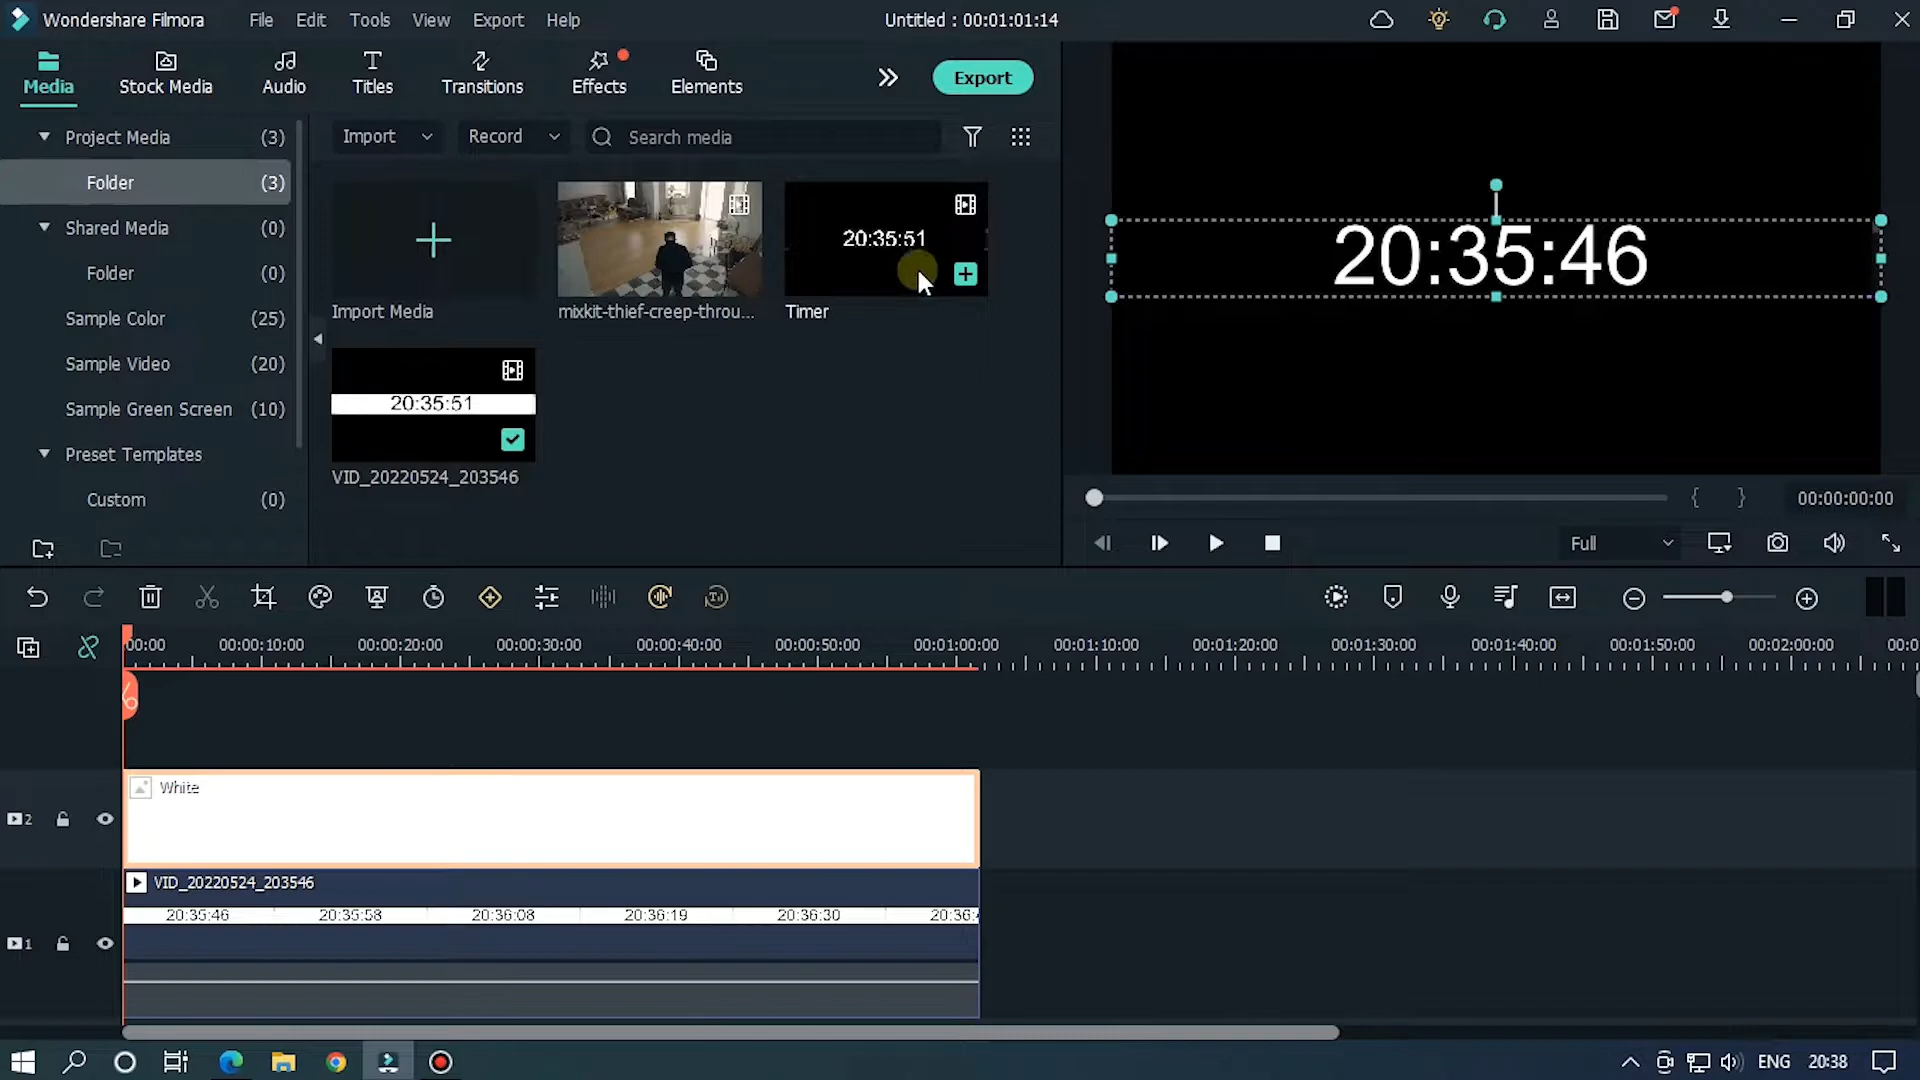 Wondershare Filmora File Edit Tools View Export Help Untitled : 00:01:01:14
Media Stock Media Audio Titles Transitions Effects Elements Export
Project Media (3) Import Record Search media
Folder (3)
Shared Media (0)
Folder (0)
Sample Color (25)
Sample Video (20)
Sample Green Screen (10)
Preset Templates
Custom (0)
20:35:51
Import Media mixkit-thief-creep-throu... Timer
20:35:51
VID_20220524_203546
20:35:46
{ } 00:00:00:00
Full
00:00 00:00:10:00 00:00:20:00 00:00:30:00 00:00:40:00 00:00:50:00 00:01:00:00 00:01:10:00 00:01:20:00 00:01:30:00 00:01:40:00 00:01:50:00 00:02:00:00 00:0
White
2
VID_20220524_203546
20:35:46 20:35:58 20:36:08 20:36:19 20:36:30 20:36:
1
ENG 20:38